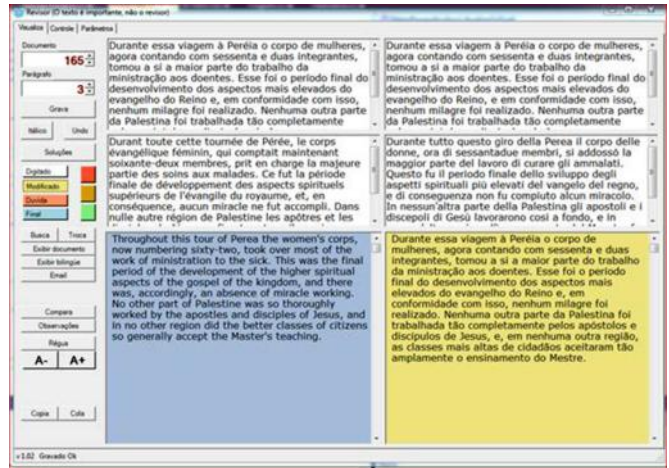 Revisor (O texto é importante, não o revisor)
Visualiza Controle Parâmetros
Documento
165
Parágrafo
3
Grava
Itálico Undo
Soluções
Digitado
Modificado
Dúvida
Final
Busca Troca
Exibir documento
Exibir bilíngüe
Email
Compara
Observações
Régua
A- A+
Copia Cola
v 1.02 Gravado Ok
Durante essa viagem à Peréia o corpo de mulheres,
agora contando com sessenta e duas integrantes,
tomou a si a maior parte do trabalho da
ministração aos doentes. Esse foi o período final do
desenvolvimento dos aspectos mais elevados do
evangelho do Reino e, em conformidade com isso,
nenhum milagre foi realizado. Nenhuma outra parte
da Palestina foi trabalhada tão completamente
Durante essa viagem à Peréia o corpo de mulheres,
agora contando com sessenta e duas integrantes,
tomou a si a maior parte do trabalho da
ministração aos doentes. Esse foi o período final do
desenvolvimento dos aspectos mais elevados do
evangelho do Reino e, em conformidade com isso,
nenhum milagre foi realizado. Nenhuma outra parte
da Palestina foi trabalhada tão completamente
Durant toute cette tournée de Pérée, le corps
évangélique féminin, qui comptait maintenant
soixante-deux membres, prit en charge la majeure
partie des soins aux malades. Ce fut la période
finale de développement des aspects spirituels
supérieurs de l'évangile du royaume, et, en
conséquence, aucun miracle ne fut accompli. Dans
nulle autre région de Palestine les apôtres et les
Durante tutto questo giro della Perea il corpo delle
donne, ora di sessantadue membri, si addossò la
maggior parte del lavoro di curare gli ammalati.
Questo fu il periodo finale dello sviluppo degli
aspetti spirituali più elevati del vangelo del regno,
e di conseguenza non fu compiuto alcun miracolo.
In nessun'altra parte della Palestina gli apostoli e i
discepoli di Gesù lavorarono così a fondo, e in
Throughout this tour of Perea the women's corps,
now numbering sixty-two, took over most of the
work of ministration to the sick. This was the final
period of the development of the higher spiritual
aspects of the gospel of the kingdom, and there
was, accordingly, an absence of miracle working.
No other part of Palestine was so thoroughly
worked by the apostles and disciples of Jesus, and
in no other region did the better classes of citizens
so generally accept the Master's teaching.
Durante essa viagem à Peréia o corpo de
mulheres, agora contando com sessenta e duas
integrantes, tomou a si a maior parte do trabalho
da ministração aos doentes. Esse foi o período
final do desenvolvimento dos aspectos mais
elevados do evangelho do Reino e, em
conformidade com isso, nenhum milagre foi
realizado. Nenhuma outra parte da Palestina foi
trabalhada tão completamente pelos apóstolos e
discípulos de Jesus, e, em nenhuma outra região,
as classes mais altas de cidadãos aceitaram tão
amplamente o ensinamento do Mestre.